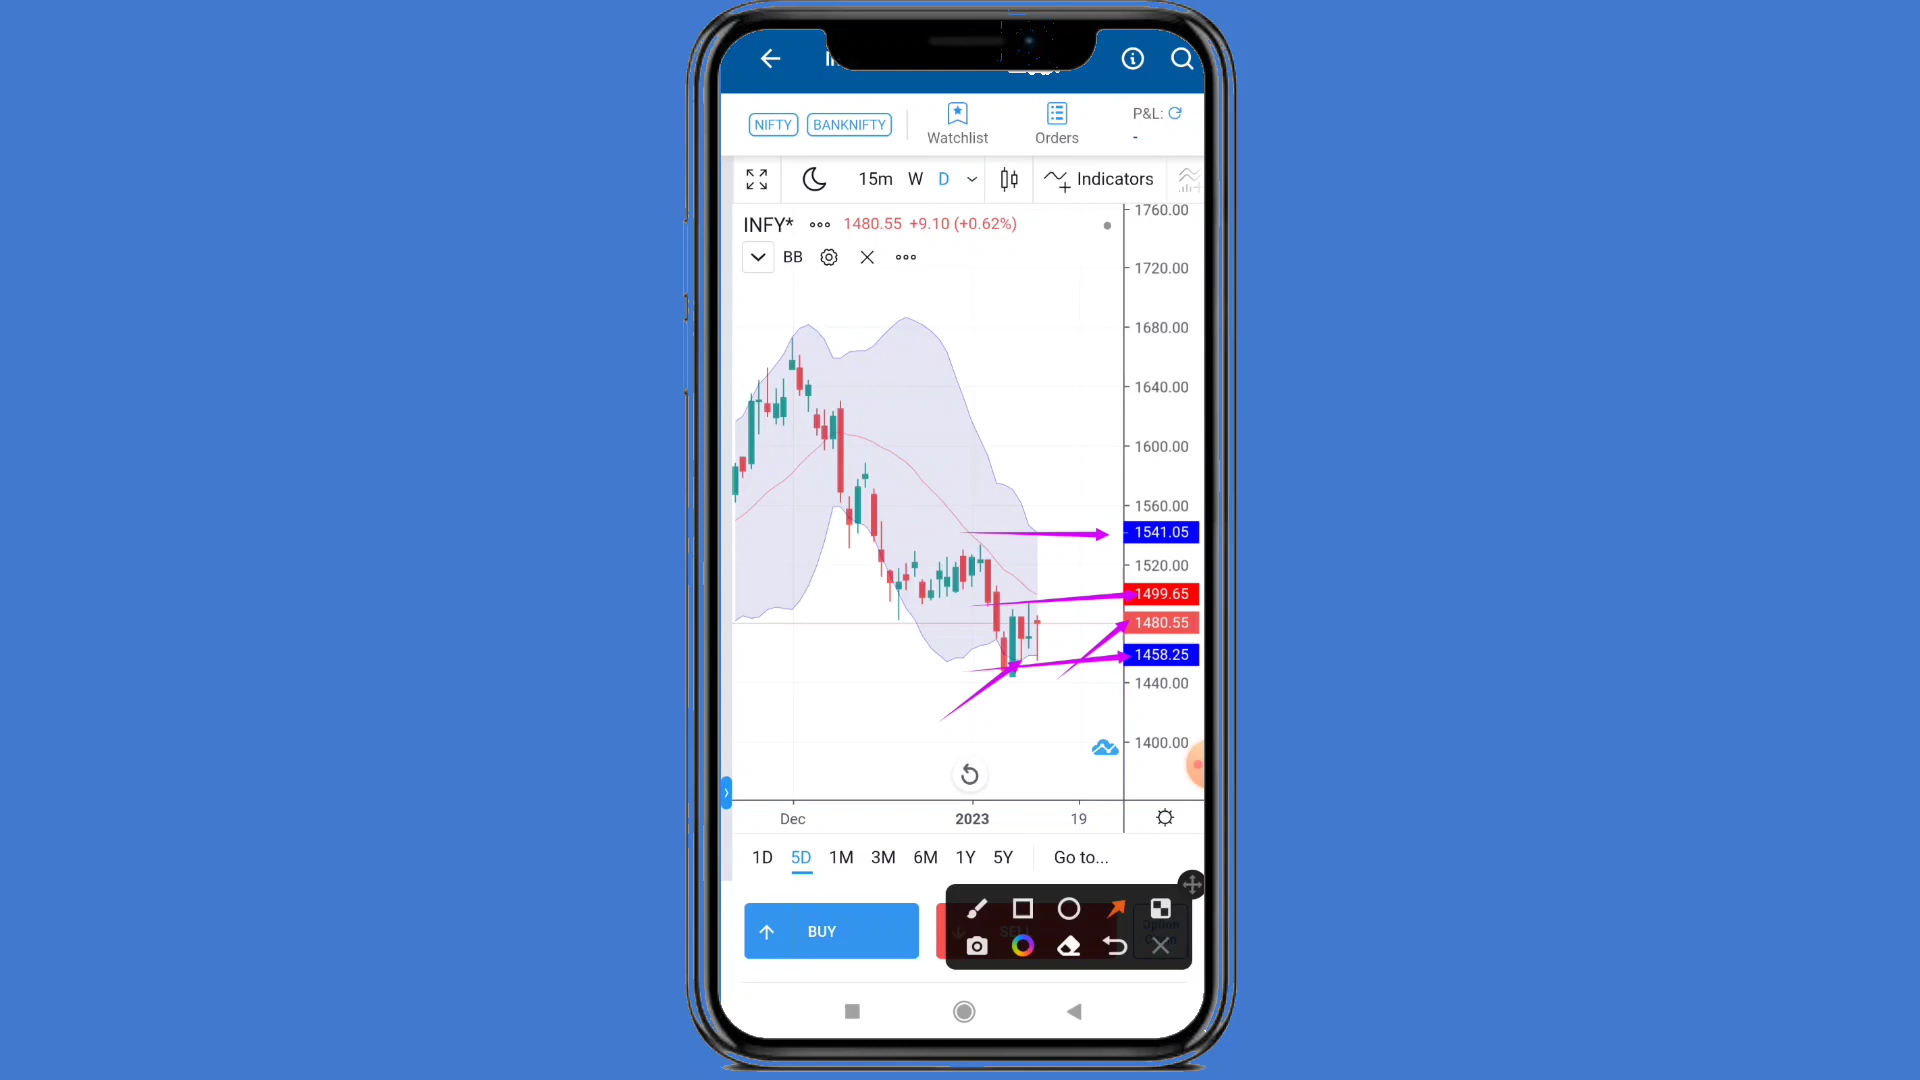 NIFTY BANKNIFTY Watchlist Orders P&L: -
15m W D Indicators
INFY* 1480.55 +9.10 (+0.62%)
BB
1760.00
1720.00
1680.00
1640.00
1600.00
1560.00
1541.05
1520.00
1499.65
1480.55
1458.25
1440.00
1400.00
Dec 2023 19
1D 5D 1M 3M 6M 1Y 5Y Go to...
BUY SELL Option